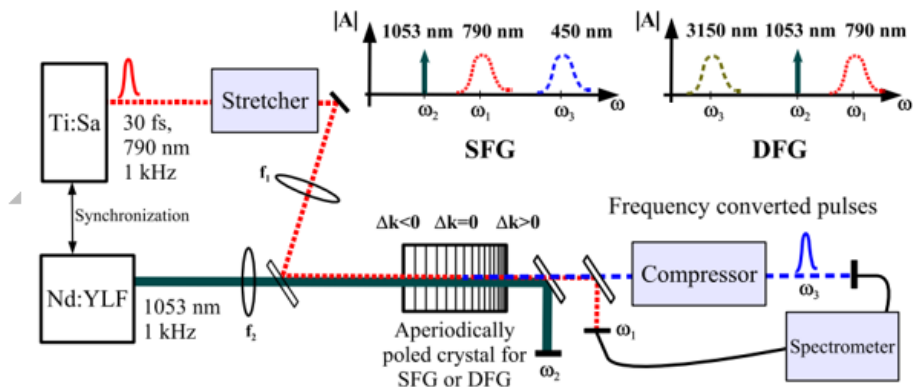 |A|
1053 nm 790 nm 450 nm
ω₂ ω₁ ω₃ ω
SFG
|A|
3150 nm 1053 nm 790 nm
ω₃ ω₂ ω₁ ω
DFG
Ti:Sa
30 fs,
790 nm
1 kHz
Stretcher
f₁
Synchronization
Nd:YLF
1053 nm
1 kHz
f₂
Δk<0 Δk=0 Δk>0
Aperiodically
poled crystal for
SFG or DFG
ω₂
ω₁
Frequency converted pulses
Compressor
ω₃
Spectrometer